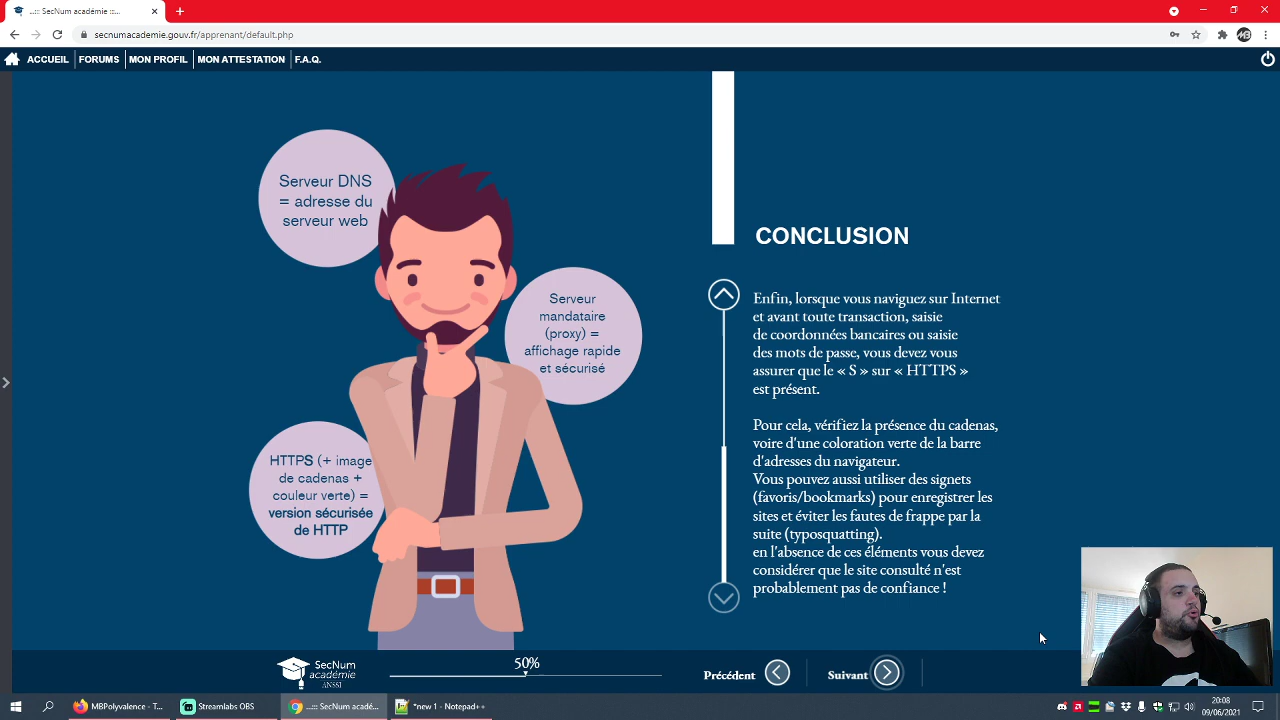 ..:: SecNum Académie ::...
secnumacademie.gouv.fr/apprenant/default.php
ACCUEIL
FORUMS
MON PROFIL
MON ATTESTATION
F.A.Q.
Serveur DNS
= adresse du
serveur web
Serveur
mandataire
(proxy) =
affichage rapide
et sécurisé
HTTPS (+ image
de cadenas +
couleur verte) =
version sécurisée
de HTTP
CONCLUSION
Enfin, lorsque vous naviguez sur Internet
et avant toute transaction, saisie
de coordonnées bancaires ou saisie
des mots de passe, vous devez vous
assurer que le « S » sur « HTTPS »
est présent.
Pour cela, vérifiez la présence du cadenas,
voire d'une coloration verte de la barre
d'adresses du navigateur.
Vous pouvez aussi utiliser des signets
(favoris/bookmarks) pour enregistrer les
sites et éviter les fautes de frappe par la
suite (typosquatting).
en l'absence de ces éléments vous devez
considérer que le site consulté n'est
probablement pas de confiance !
SecNum
académie
ANSSI
50%
Précédent
Suivant
MBPolyvalence - T...
Streamlabs OBS
..:: SecNum acadé...
*new 1 - Notepad++
20:08
09/06/2021